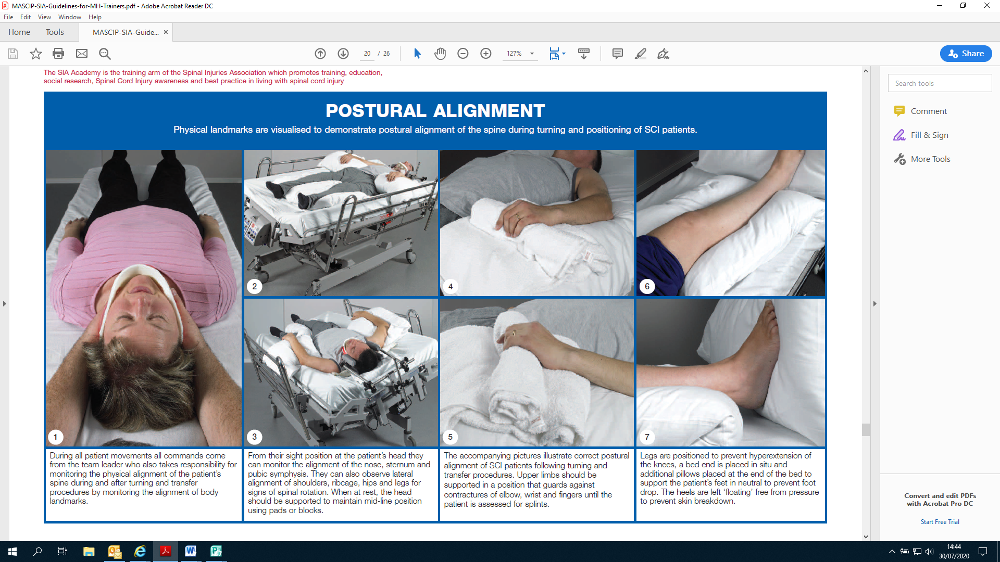 MASCIP-SIA-Guidelines-for-MH-Trainers.pdf - Adobe Acrobat Reader DC
File Edit View Window Help
Home Tools MASCIP-SIA-Guide... ×
20 / 26 127% Share
The SIA Academy is the training arm of the Spinal Injuries Association which promotes training, education,
social research, Spinal Cord Injury awareness and best practice in living with spinal cord injury
POSTURAL ALIGNMENT
Physical landmarks are visualised to demonstrate postural alignment of the spine during turning and positioning of SCI patients.
2
4
6
1
3
5
7
During all patient movements all commands come
from the team leader who also takes responsibility for
monitoring the physical alignment of the patient's
spine during and after turning and transfer
procedures by monitoring the alignment of body
landmarks.
From their sight position at the patient's head they
can monitor the alignment of the nose, sternum and
pubic symphysis. They can also observe lateral
alignment of shoulders, ribcage, hips and legs for
signs of spinal rotation. When at rest, the head
should be supported to maintain mid-line position
using pads or blocks.
The accompanying pictures illustrate correct postural
alignment of SCI patients following turning and
transfer procedures. Upper limbs should be
supported in a position that guards against
contractures of elbow, wrist and fingers until the
patient is assessed for splints.
Legs are positioned to prevent hyperextension of
the knees, a bed end is placed in situ and
additional pillows placed at the end of the bed to
support the patient's feet in neutral to prevent foot
drop. The heels are left 'floating' free from pressure
to prevent skin breakdown.
Search tools
Comment
Fill & Sign
More Tools
Convert and edit PDFs
with Acrobat Pro DC
Start Free Trial
14:44
30/07/2020